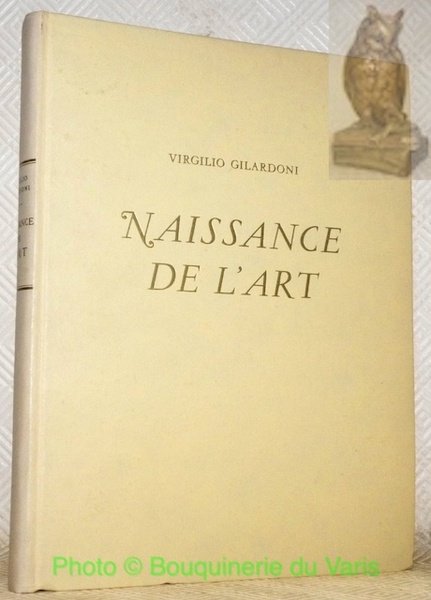 VIRGILIO GILARDONI
NAISSANCE
DE L'ART
Photo © Bouquinerie du Varis